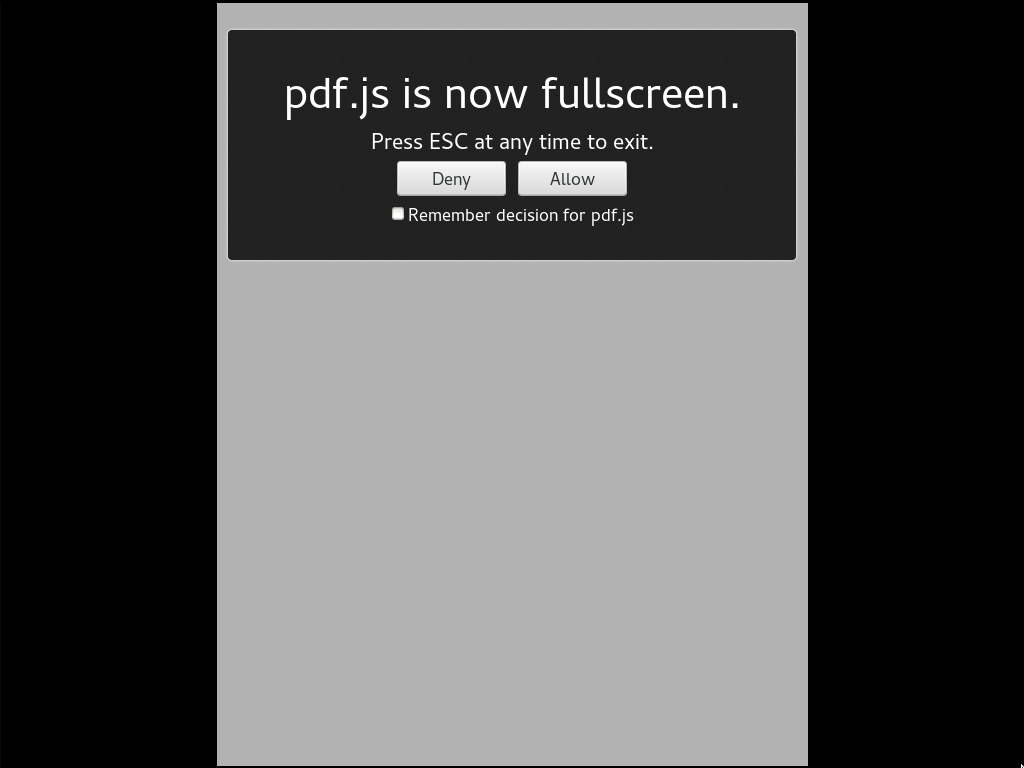 pdf.js is now fullscreen.
Press ESC at any time to exit.
Deny Allow
Remember decision for pdf.js